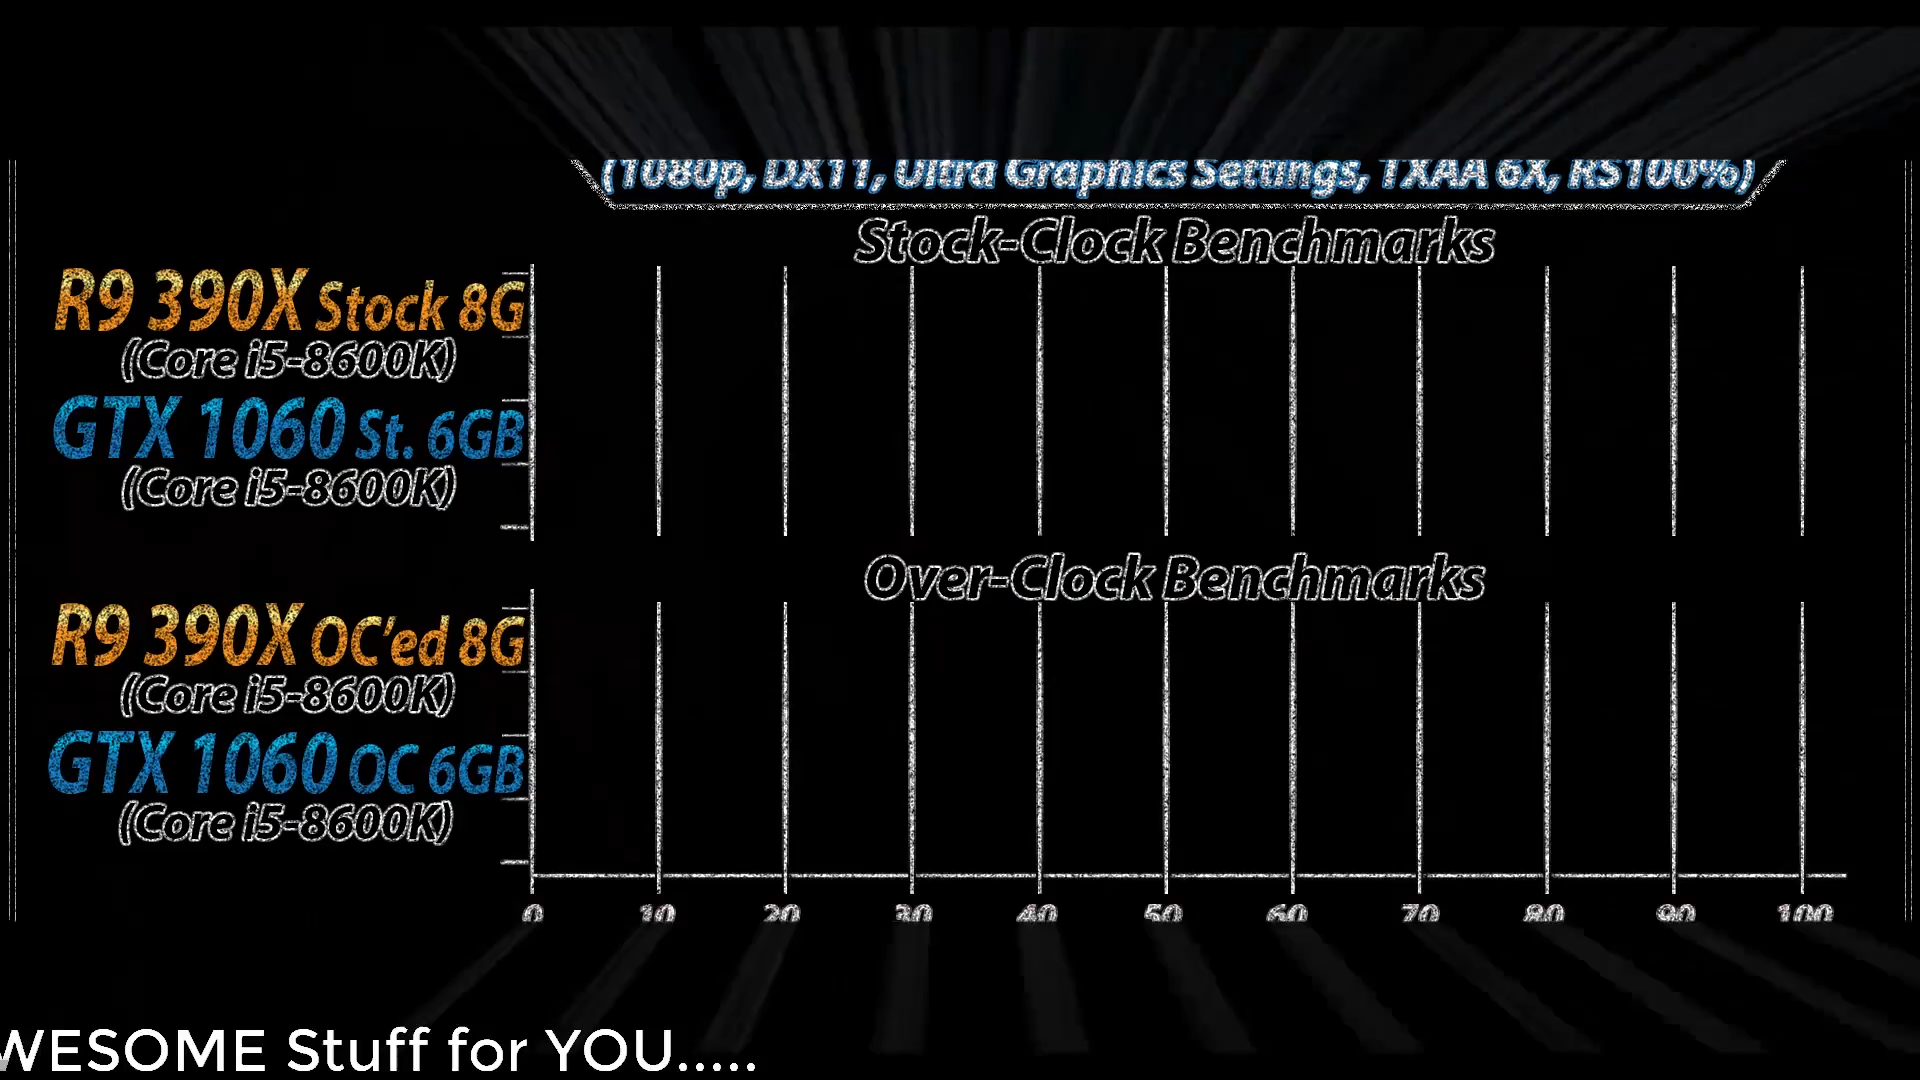 (1080p, DX11, Ultra Graphics Settings, TXAA 6X, RS100%)
Stock-Clock Benchmarks
R9 390X Stock 8G
(Core i5-8600K)
GTX 1060 St. 6GB
(Core i5-8600K)
Over-Clock Benchmarks
R9 390X OC'ed 8G
(Core i5-8600K)
GTX 1060 OC 6GB
(Core i5-8600K)
0 10 20 30 40 50 60 70 80 90 100
WESOME Stuff for YOU.....